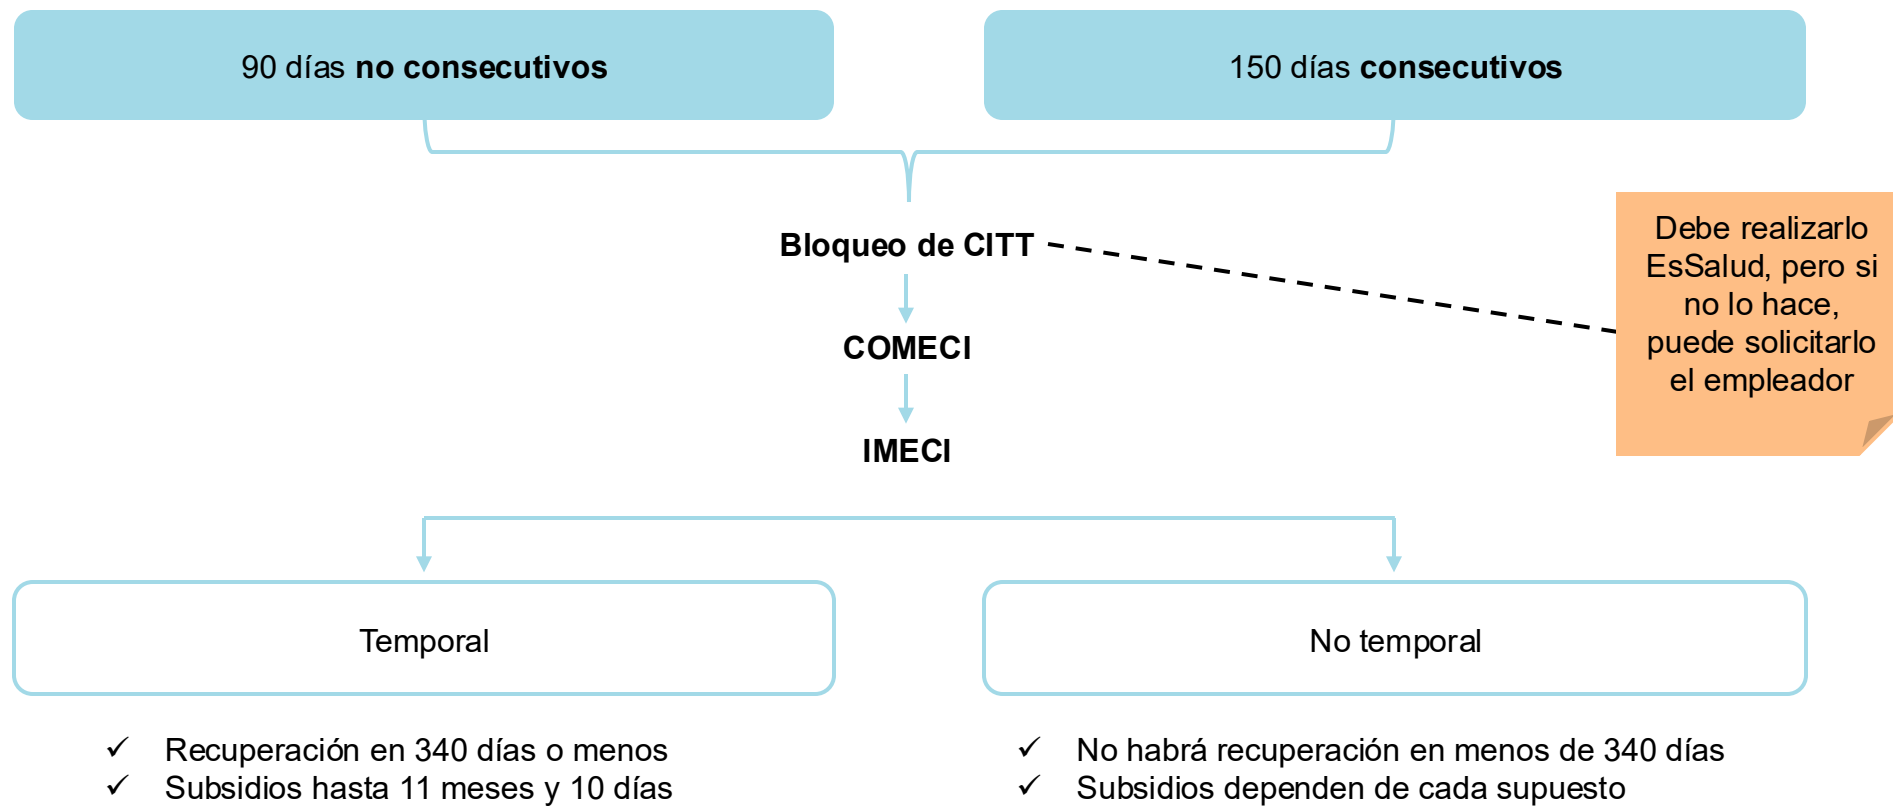 90 días no consecutivos
150 días consecutivos
Bloqueo de CITT
Debe realizarlo
EsSalud, pero si
no lo hace,
puede solicitarlo
el empleador
COMECI
IMECI
Temporal
No temporal
✓ Recuperación en 340 días o menos
✓ Subsidios hasta 11 meses y 10 días
✓ No habrá recuperación en menos de 340 días
✓ Subsidios dependen de cada supuesto